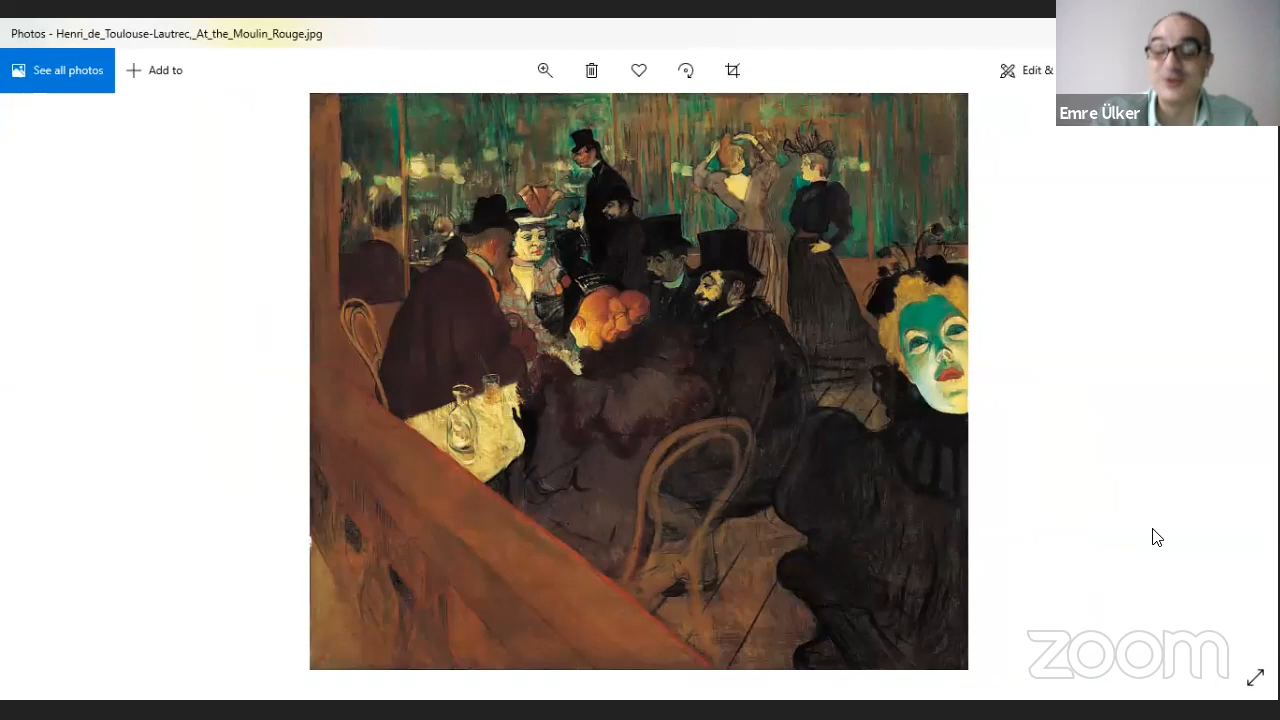 Photos - Henri_de_Toulouse-Lautrec,_At_the_Moulin_Rouge.jpg
See all photos
Add to
Edit &
Emre Ülker
zoom